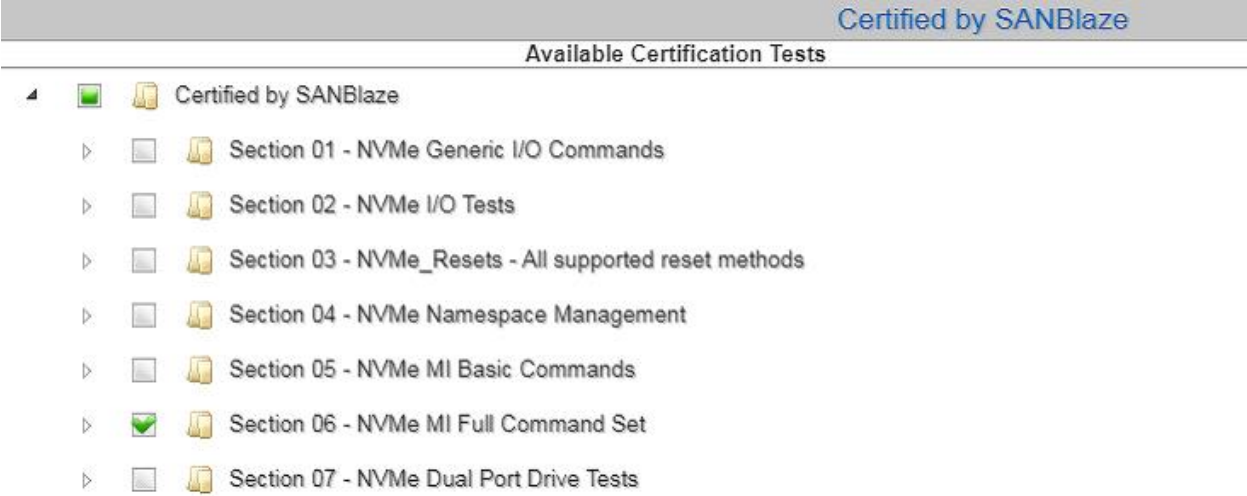 Certified by SANBlaze
Available Certification Tests
Certified by SANBlaze
Section 01 - NVMe Generic I/O Commands
Section 02 - NVMe I/O Tests
Section 03 - NVMe_Resets - All supported reset methods
Section 04 - NVMe Namespace Management
Section 05 - NVMe MI Basic Commands
Section 06 - NVMe MI Full Command Set
Section 07 - NVMe Dual Port Drive Tests